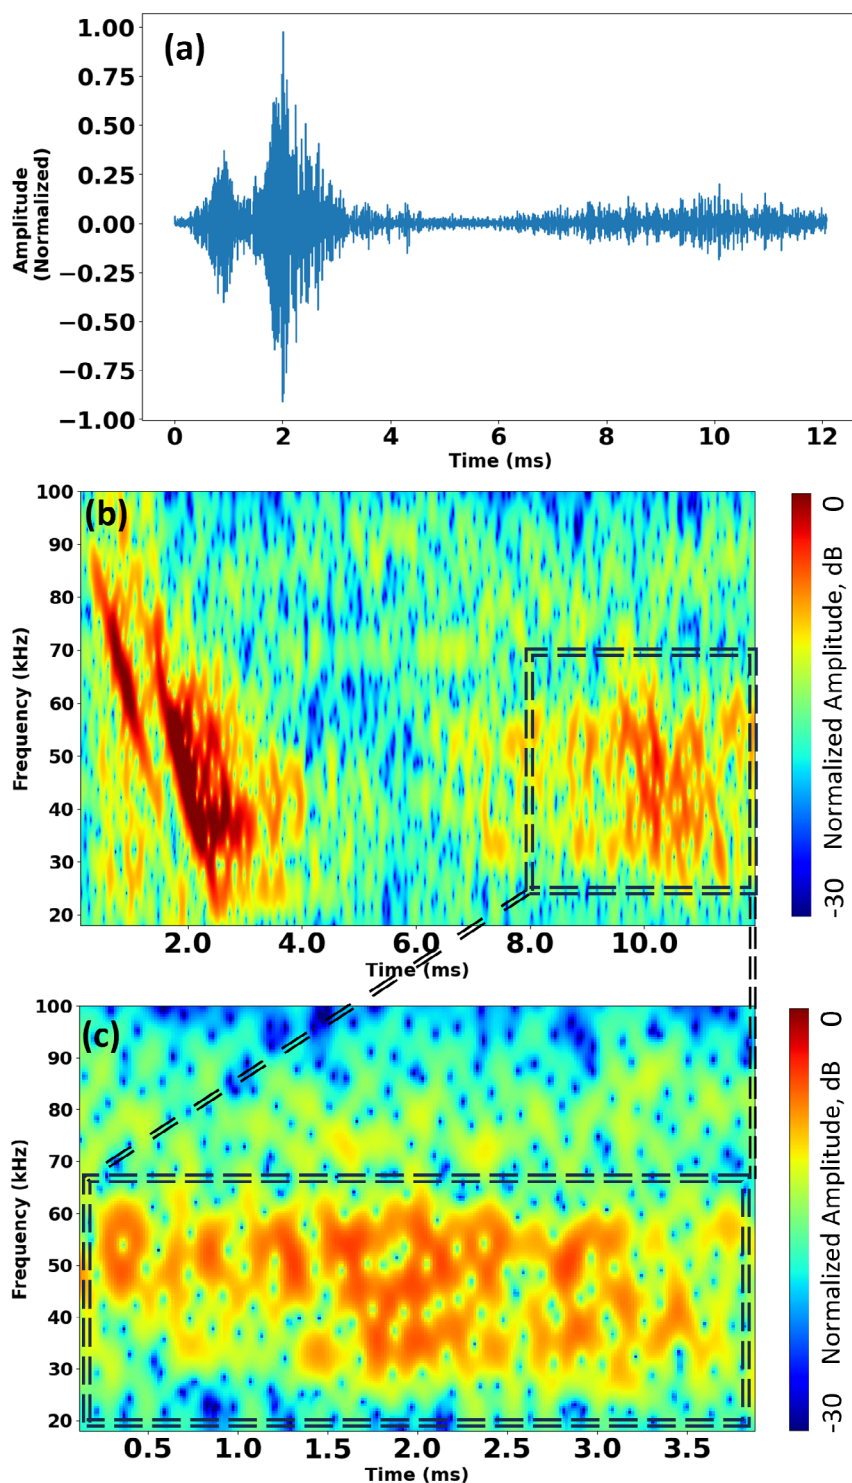 (a)
1.00
0.75
0.50
0.25
0.00
−0.25
−0.50
−0.75
−1.00
Amplitude
(Normalized)
0 2 4 6 8 10 12
Time (ms)
(b)
100
90
80
70
60
50
40
30
20
Frequency (kHz)
2.0 4.0 6.0 8.0 10.0
Time (ms)
-30 Normalized Amplitude, dB 0
(c)
100
90
80
70
60
50
40
30
20
Frequency (kHz)
0.5 1.0 1.5 2.0 2.5 3.0 3.5
Time (ms)
-30 Normalized Amplitude, dB 0